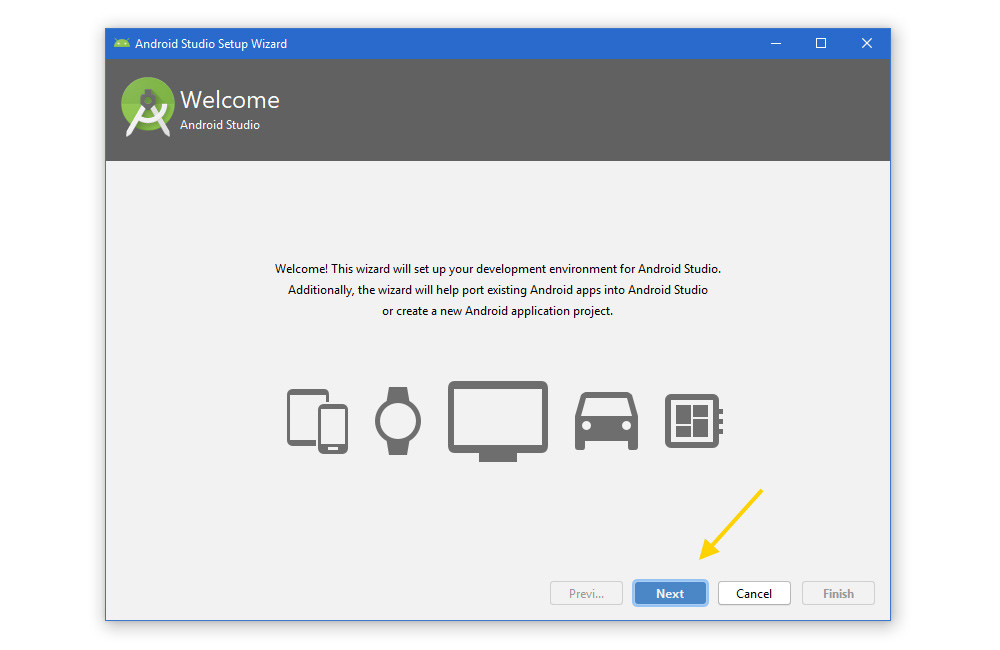 Android Studio Setup Wizard
Welcome
Android Studio
Welcome! This wizard will set up your development environment for Android Studio.
Additionally, the wizard will help port existing Android apps into Android Studio
or create a new Android application project.
Previ... Next Cancel Finish